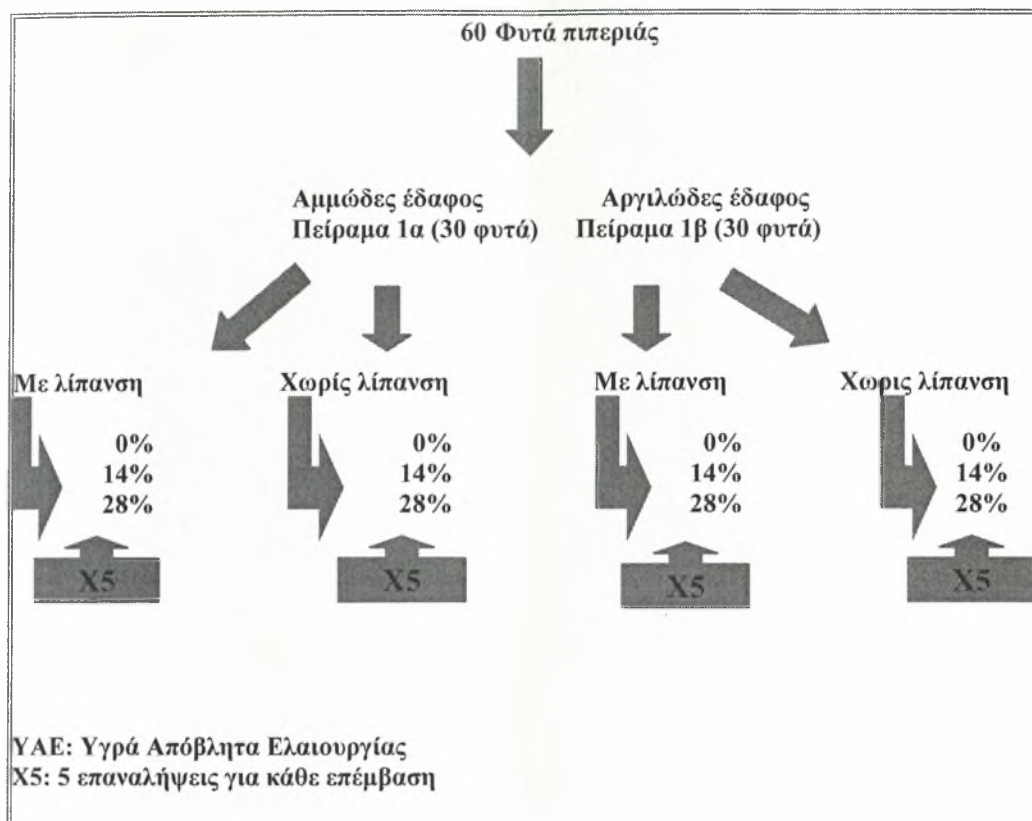 60 Φυτά πιπεριάς
Αμμώδες έδαφος
Πείραμα 1α (30 φυτά)
Αργιλώδες έδαφος
Πείραμα 1β (30 φυτά)
Με λίπανση
Χωρίς λίπανση
Με λίπανση
Χωρις λίπανση
0%
14%
28%
0%
14%
28%
0%
14%
28%
0%
14%
28%
X5
X5
X5
X5
ΥΑΕ: Υγρά Απόβλητα Ελαιουργίας
Χ5: 5 επαναλήψεις για κάθε επέμβαση